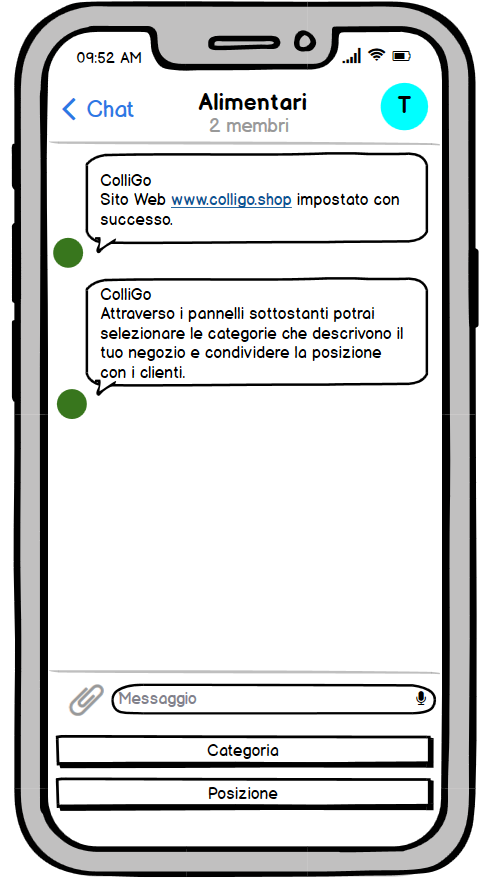 09:52 AM
Chat
Alimentari
2 membri
T
ColliGo
Sito Web www.colligo.shop impostato con
successo.
ColliGo
Attraverso i pannelli sottostanti potrai
selezionare le categorie che descrivono il
tuo negozio e condividere la posizione
con i clienti.
Messaggio
Categoria
Posizione